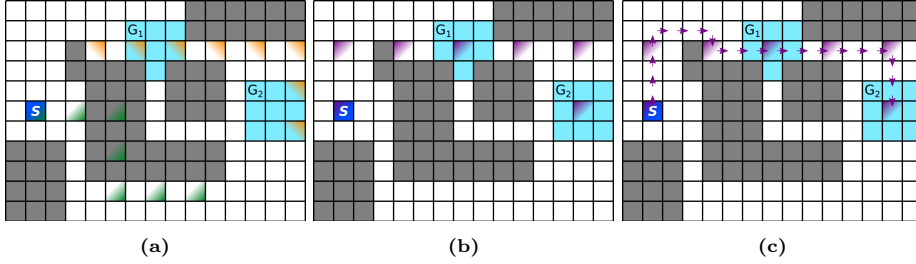 G₁ G₁ G₁
G₂ G₂ G₂
S S S
(a) (b) (c)